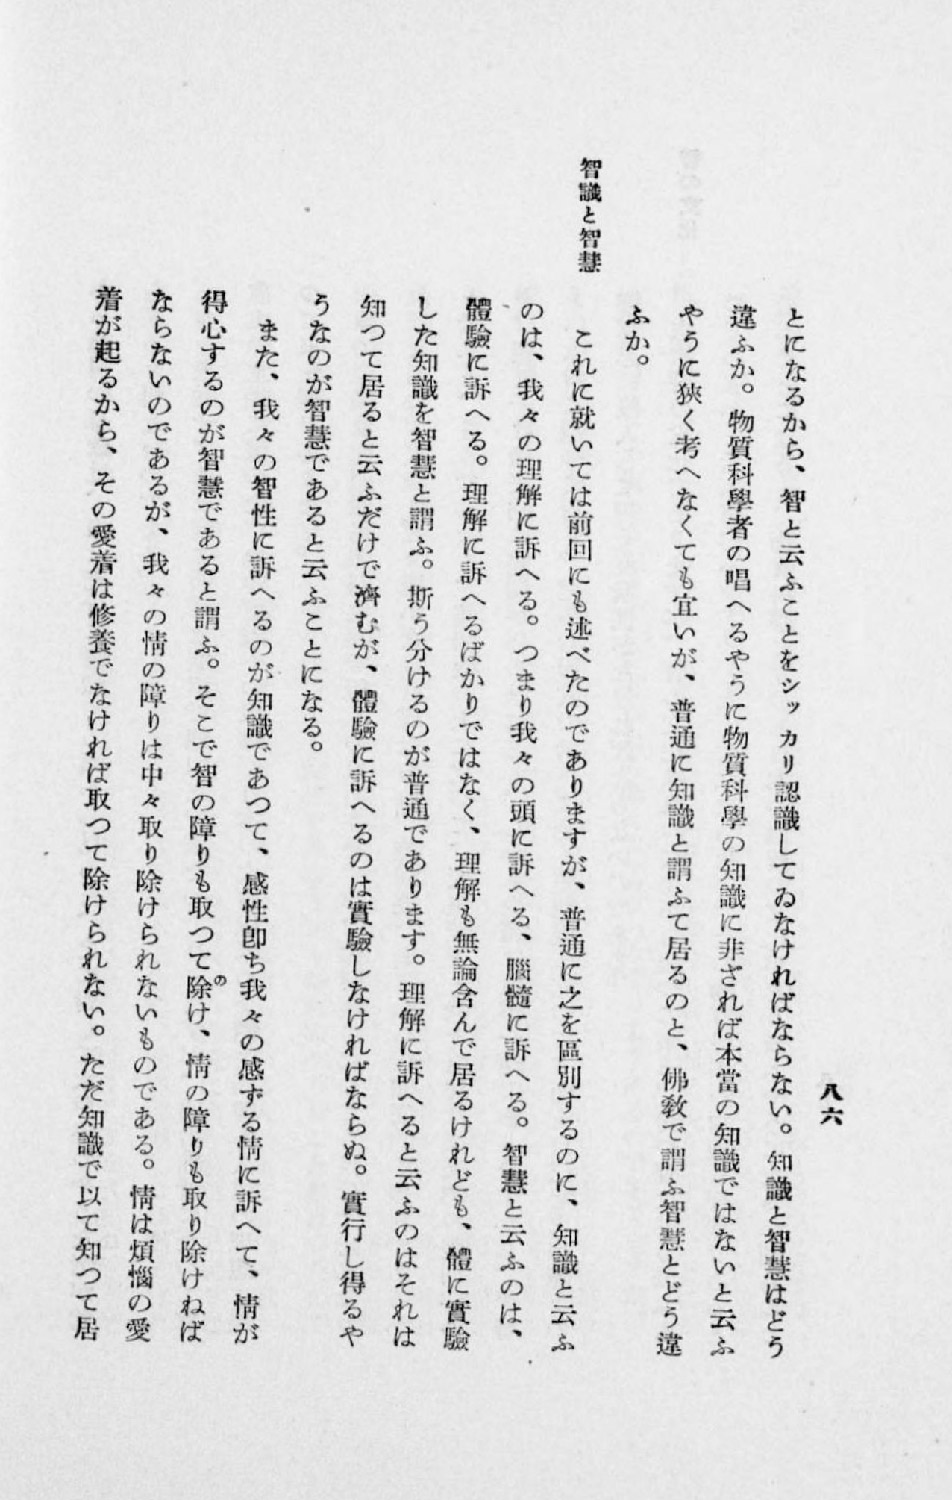 八六
智識と智慧
とになるから、智と云ふことをシッカリ認識してゐなければならない。知識と智慧はどう
違ふか。物質科學者の唱へるやうに物質科學の知識に非ざれば本當の知識ではないと云ふ
やうに狹く考へなくても宜いが、普通に知識と謂ふて居るのと、佛敎で謂ふ智慧とどう違
ふか。
これに就いては前回にも述べたのでありますが、普通に之を區別するのに、知識と云ふ
のは、我々の理解に訴へる。つまり我々の頭に訴へる、腦髓に訴へる。智慧と云ふのは、
體驗に訴へる。理解に訴へるばかりではなく、理解も無論含んで居るけれども、體に實驗
した知識を智慧と謂ふ。斯う分けるのが普通であります。理解に訴へると云ふのはそれは
知つて居ると云ふだけで濟むが、體驗に訴へるのは實驗しなければならぬ。實行し得るや
うなのが智慧であると云ふことになる。
また、我々の智性に訴へるのが知識であつて、感性卽ち我々の感ずる情に訴へて、情が
得心するのが智慧であると謂ふ。そこで智の障りも取つて除け、情の障りも取り除けねば
ならないのであるが、我々の情の障りは中々取り除けられないものである。情は煩惱の愛
着が起るから、その愛着は修養でなければ取つて除けられない。ただ知識で以て知つて居
の